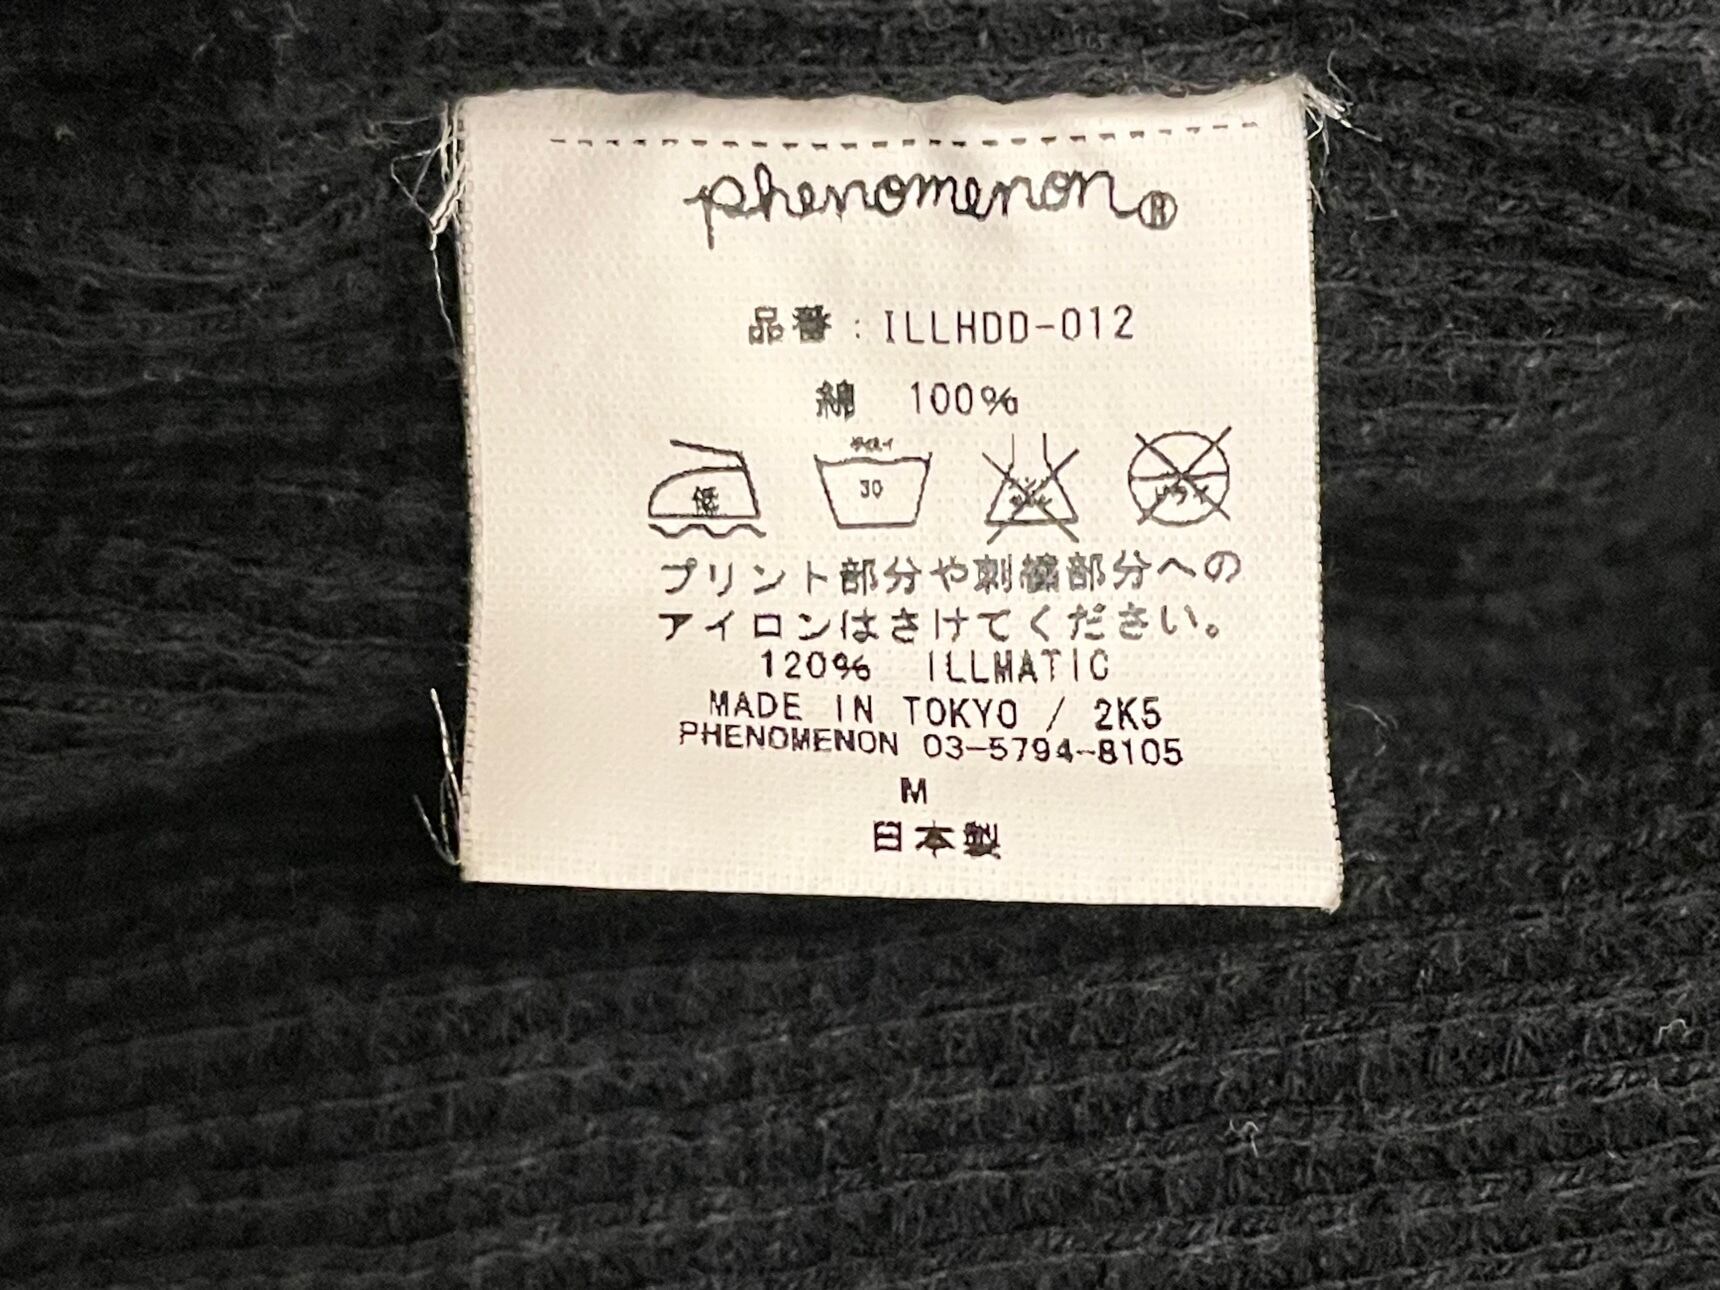 phenomenon®
品番:ILLHDD-012
綿 100%
低 30 ドライ
プリント部分や刺繍部分への
アイロンはさけてください。
120% ILLMATIC
MADE IN TOKYO / 2K5
PHENOMENON 03-5794-8105
M
日本製